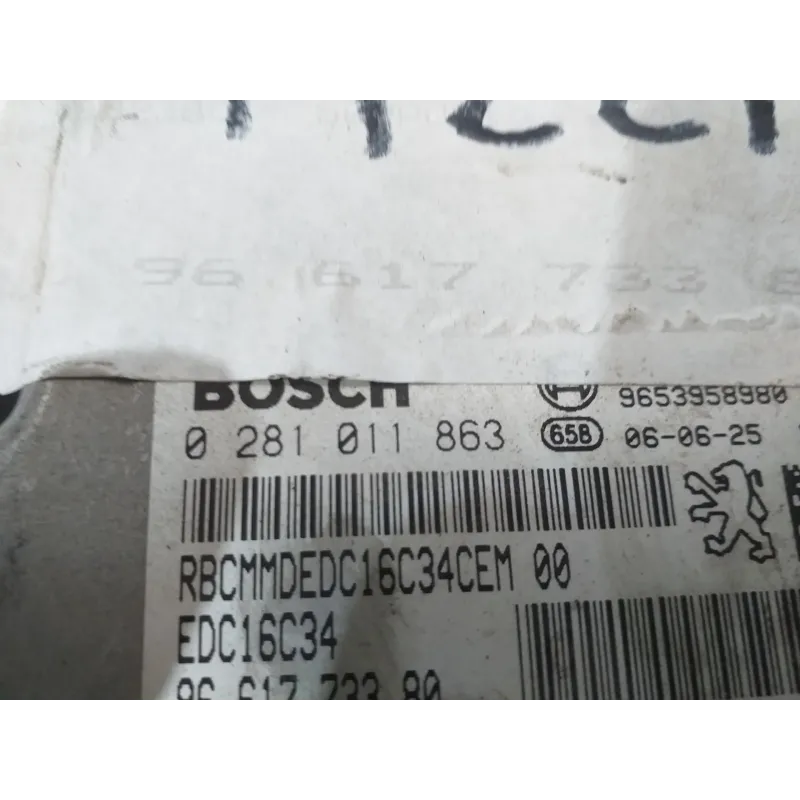 96 617 733 8
BOSCH
9653958980
0 281 011 863
65B 06-06-25
RBCMMDEDC16C34CEM 00
EDC16C34
96 617 733 80